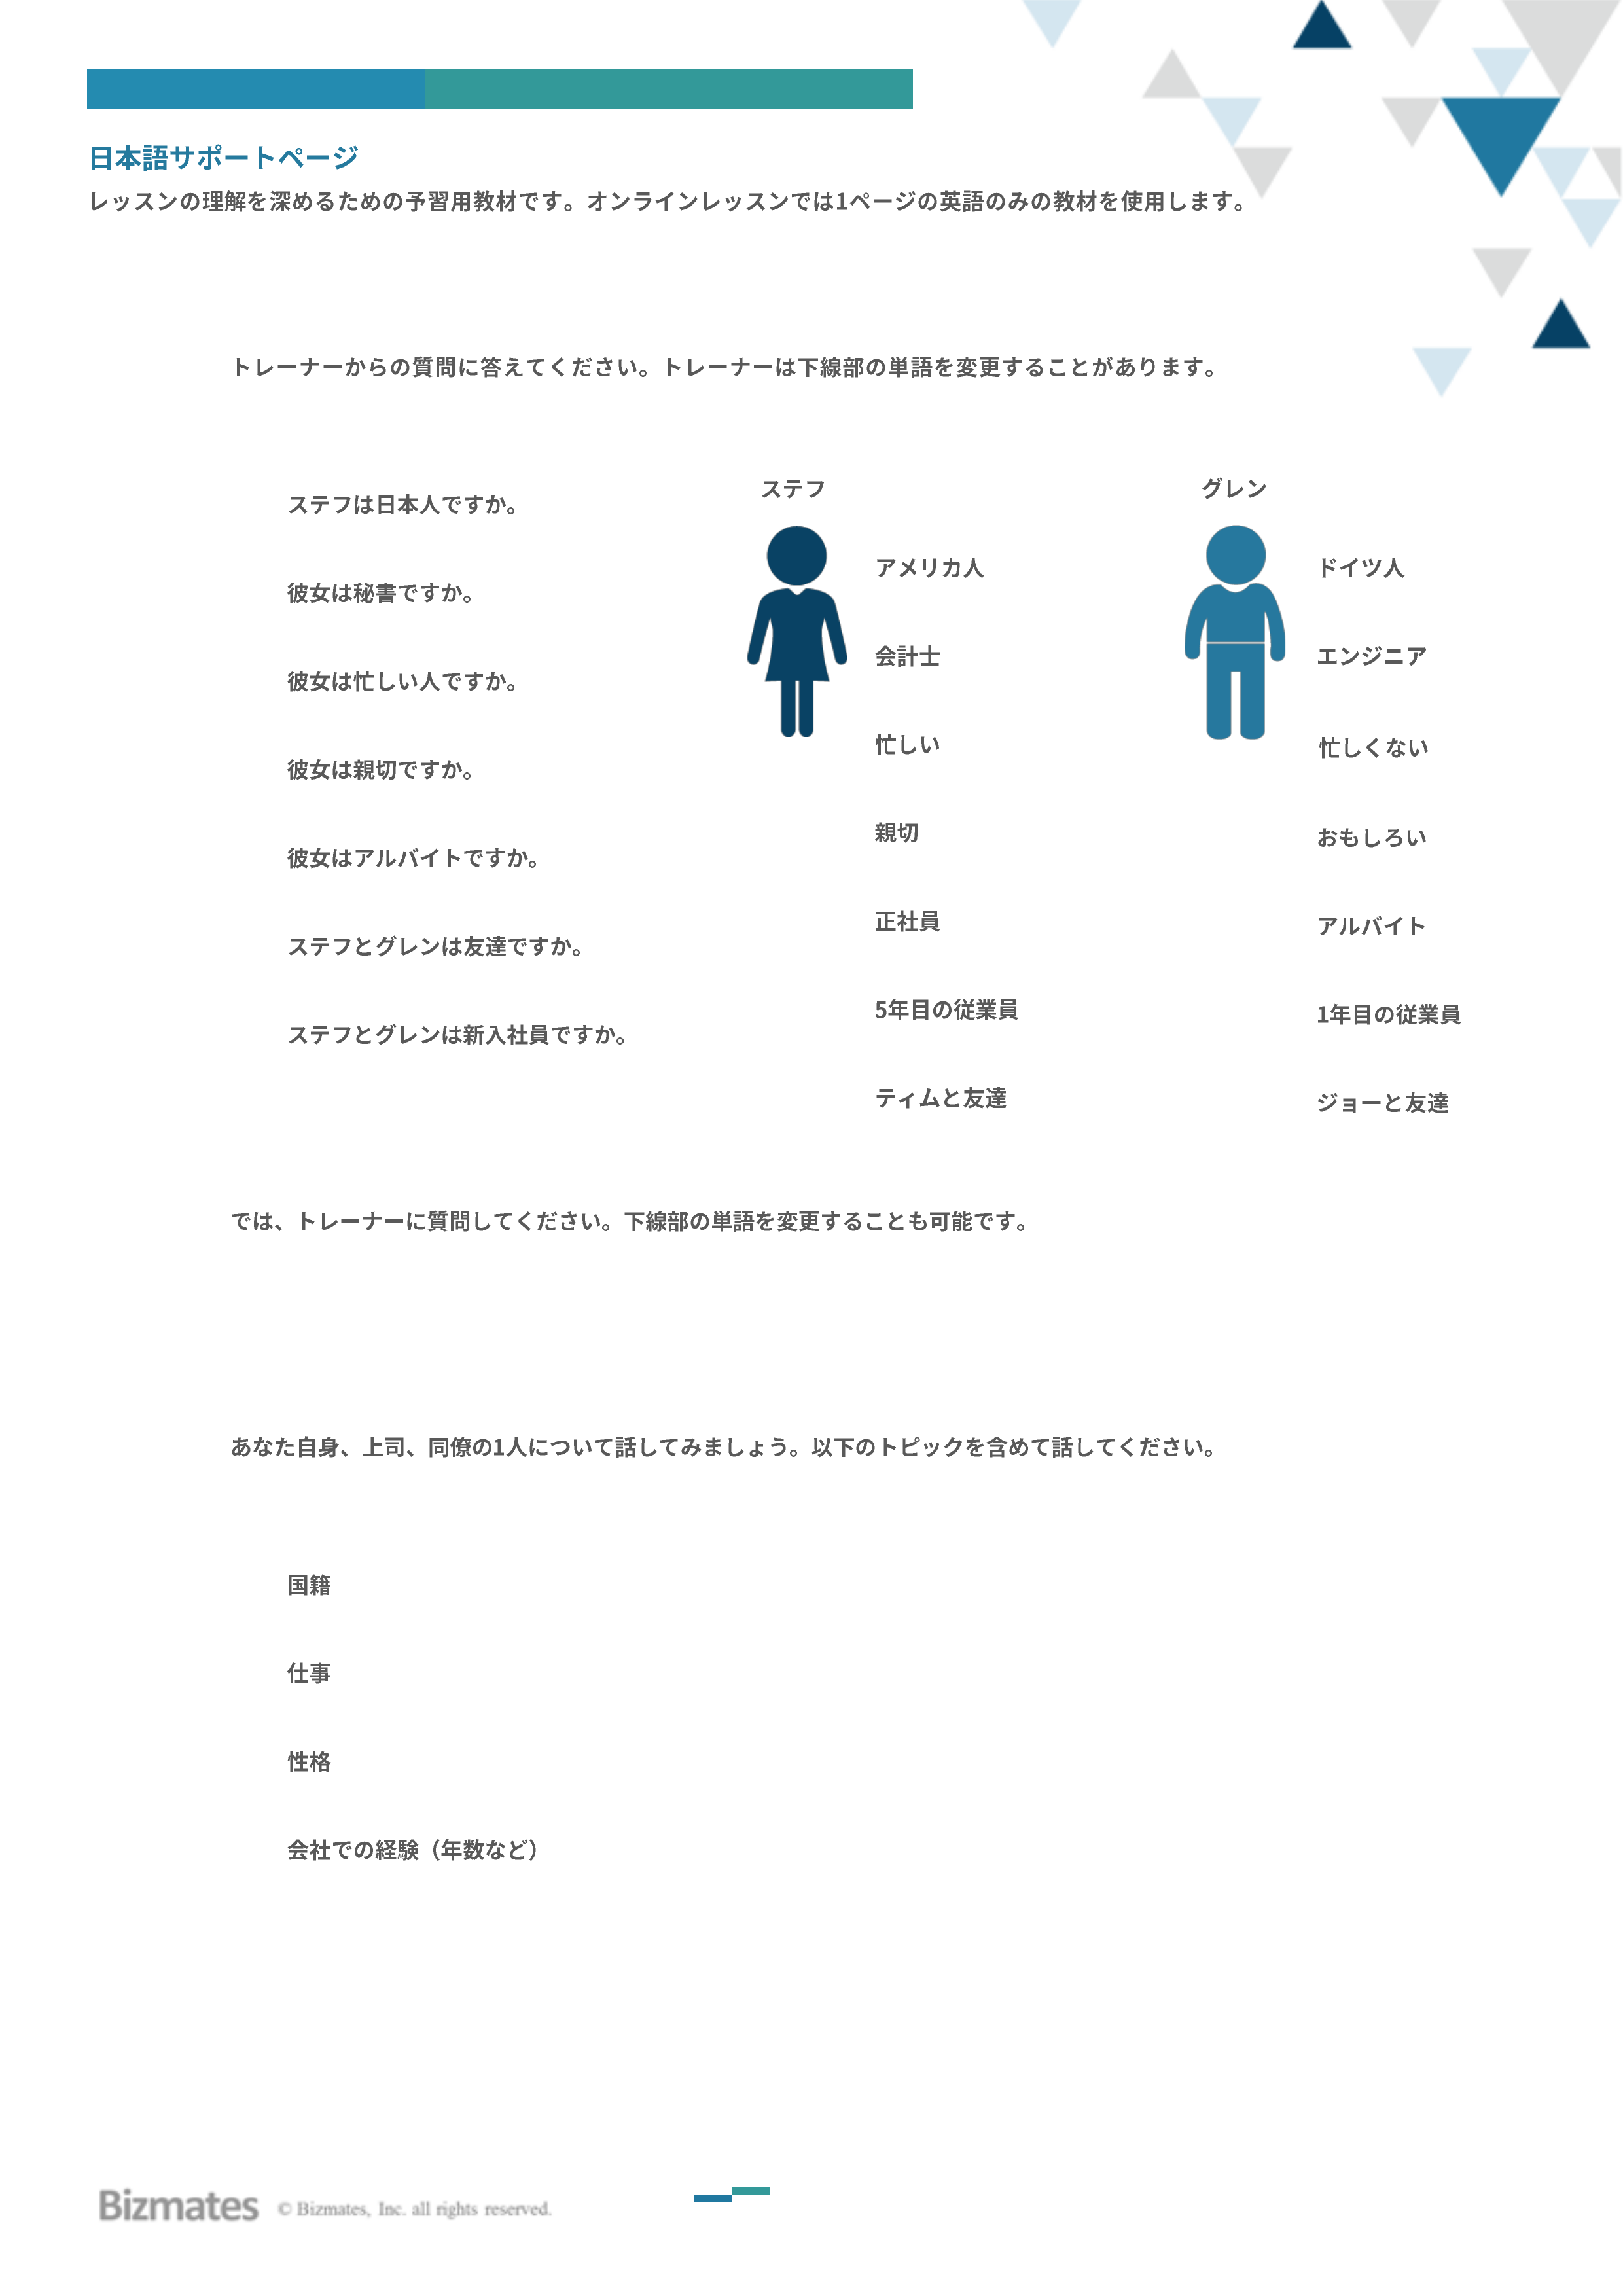 日本語サポートページ
レッスンの理解を深めるための予習用教材です。オンラインレッスンでは1ページの英語のみの教材を使用します。
トレーナーからの質問に答えてください。トレーナーは下線部の単語を変更することがあります。
ステフは日本人ですか。
彼女は秘書ですか。
彼女は忙しい人ですか。
彼女は親切ですか。
彼女はアルバイトですか。
ステフとグレンは友達ですか。
ステフとグレンは新入社員ですか。
ステフ
アメリカ人
会計士
忙しい
親切
正社員
5年目の従業員
ティムと友達
グレン
ドイツ人
エンジニア
忙しくない
おもしろい
アルバイト
1年目の従業員
ジョーと友達
では、トレーナーに質問してください。下線部の単語を変更することも可能です。
あなた自身、上司、同僚の1人について話してみましょう。以下のトピックを含めて話してください。
国籍
仕事
性格
会社での経験（年数など）
Bizmates © Bizmates, Inc. all rights reserved.